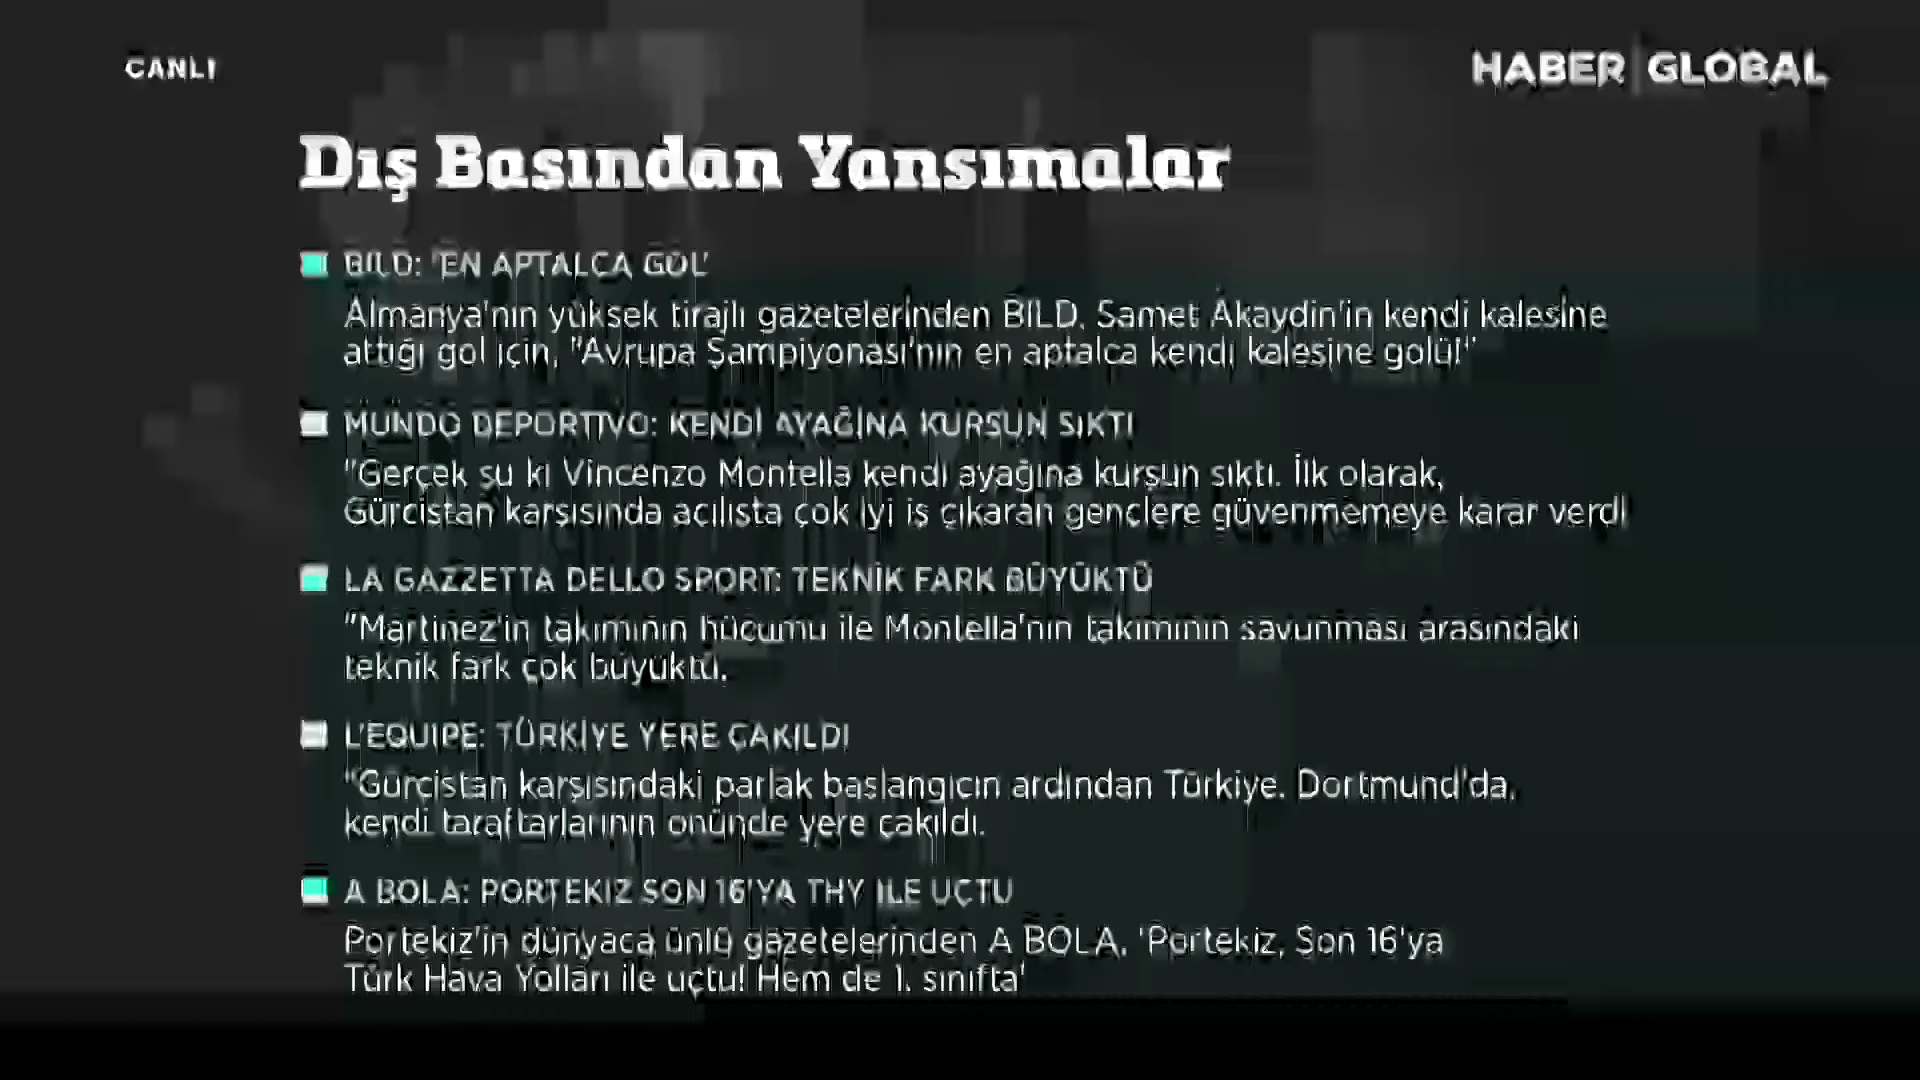 CANLI
HABER GLOBAL
Dış Basından Yansımalar
BILD: 'EN APTALCA GOL'
Almanya'nın yüksek tirajlı gazetelerinden BILD, Samet Akaydin'in kendi kalesine
attığı gol için, "Avrupa Şampiyonası'nın en aptalca kendi kalesine golü!"
MUNDO DEPORTIVO: KENDİ AYAĞINA KURŞUN SIKTI
"Gerçek şu ki Vincenzo Montella kendi ayağına kurşun sıktı. İlk olarak,
Gürcistan karşısında açılışta çok iyi iş çıkaran gençlere güvenmemeye karar verdi
LA GAZZETTA DELLO SPORT: TEKNİK FARK BÜYÜKTÜ
"Martinez'in takımının hücumu ile Montella'nın takımının savunması arasındaki
teknik fark çok büyüktü.
L'EQUIPE: TÜRKİYE YERE ÇAKILDI
"Gürcistan karşısındaki parlak başlangıcın ardından Türkiye, Dortmund'da,
kendi taraftarlarının önünde yere çakıldı.
A BOLA: PORTEKİZ SON 16'YA THY İLE UÇTU
Portekiz'in dünyaca ünlü gazetelerinden A BOLA, 'Portekiz, Son 16'ya
Türk Hava Yolları ile uçtu! Hem de 1. sınıfta'